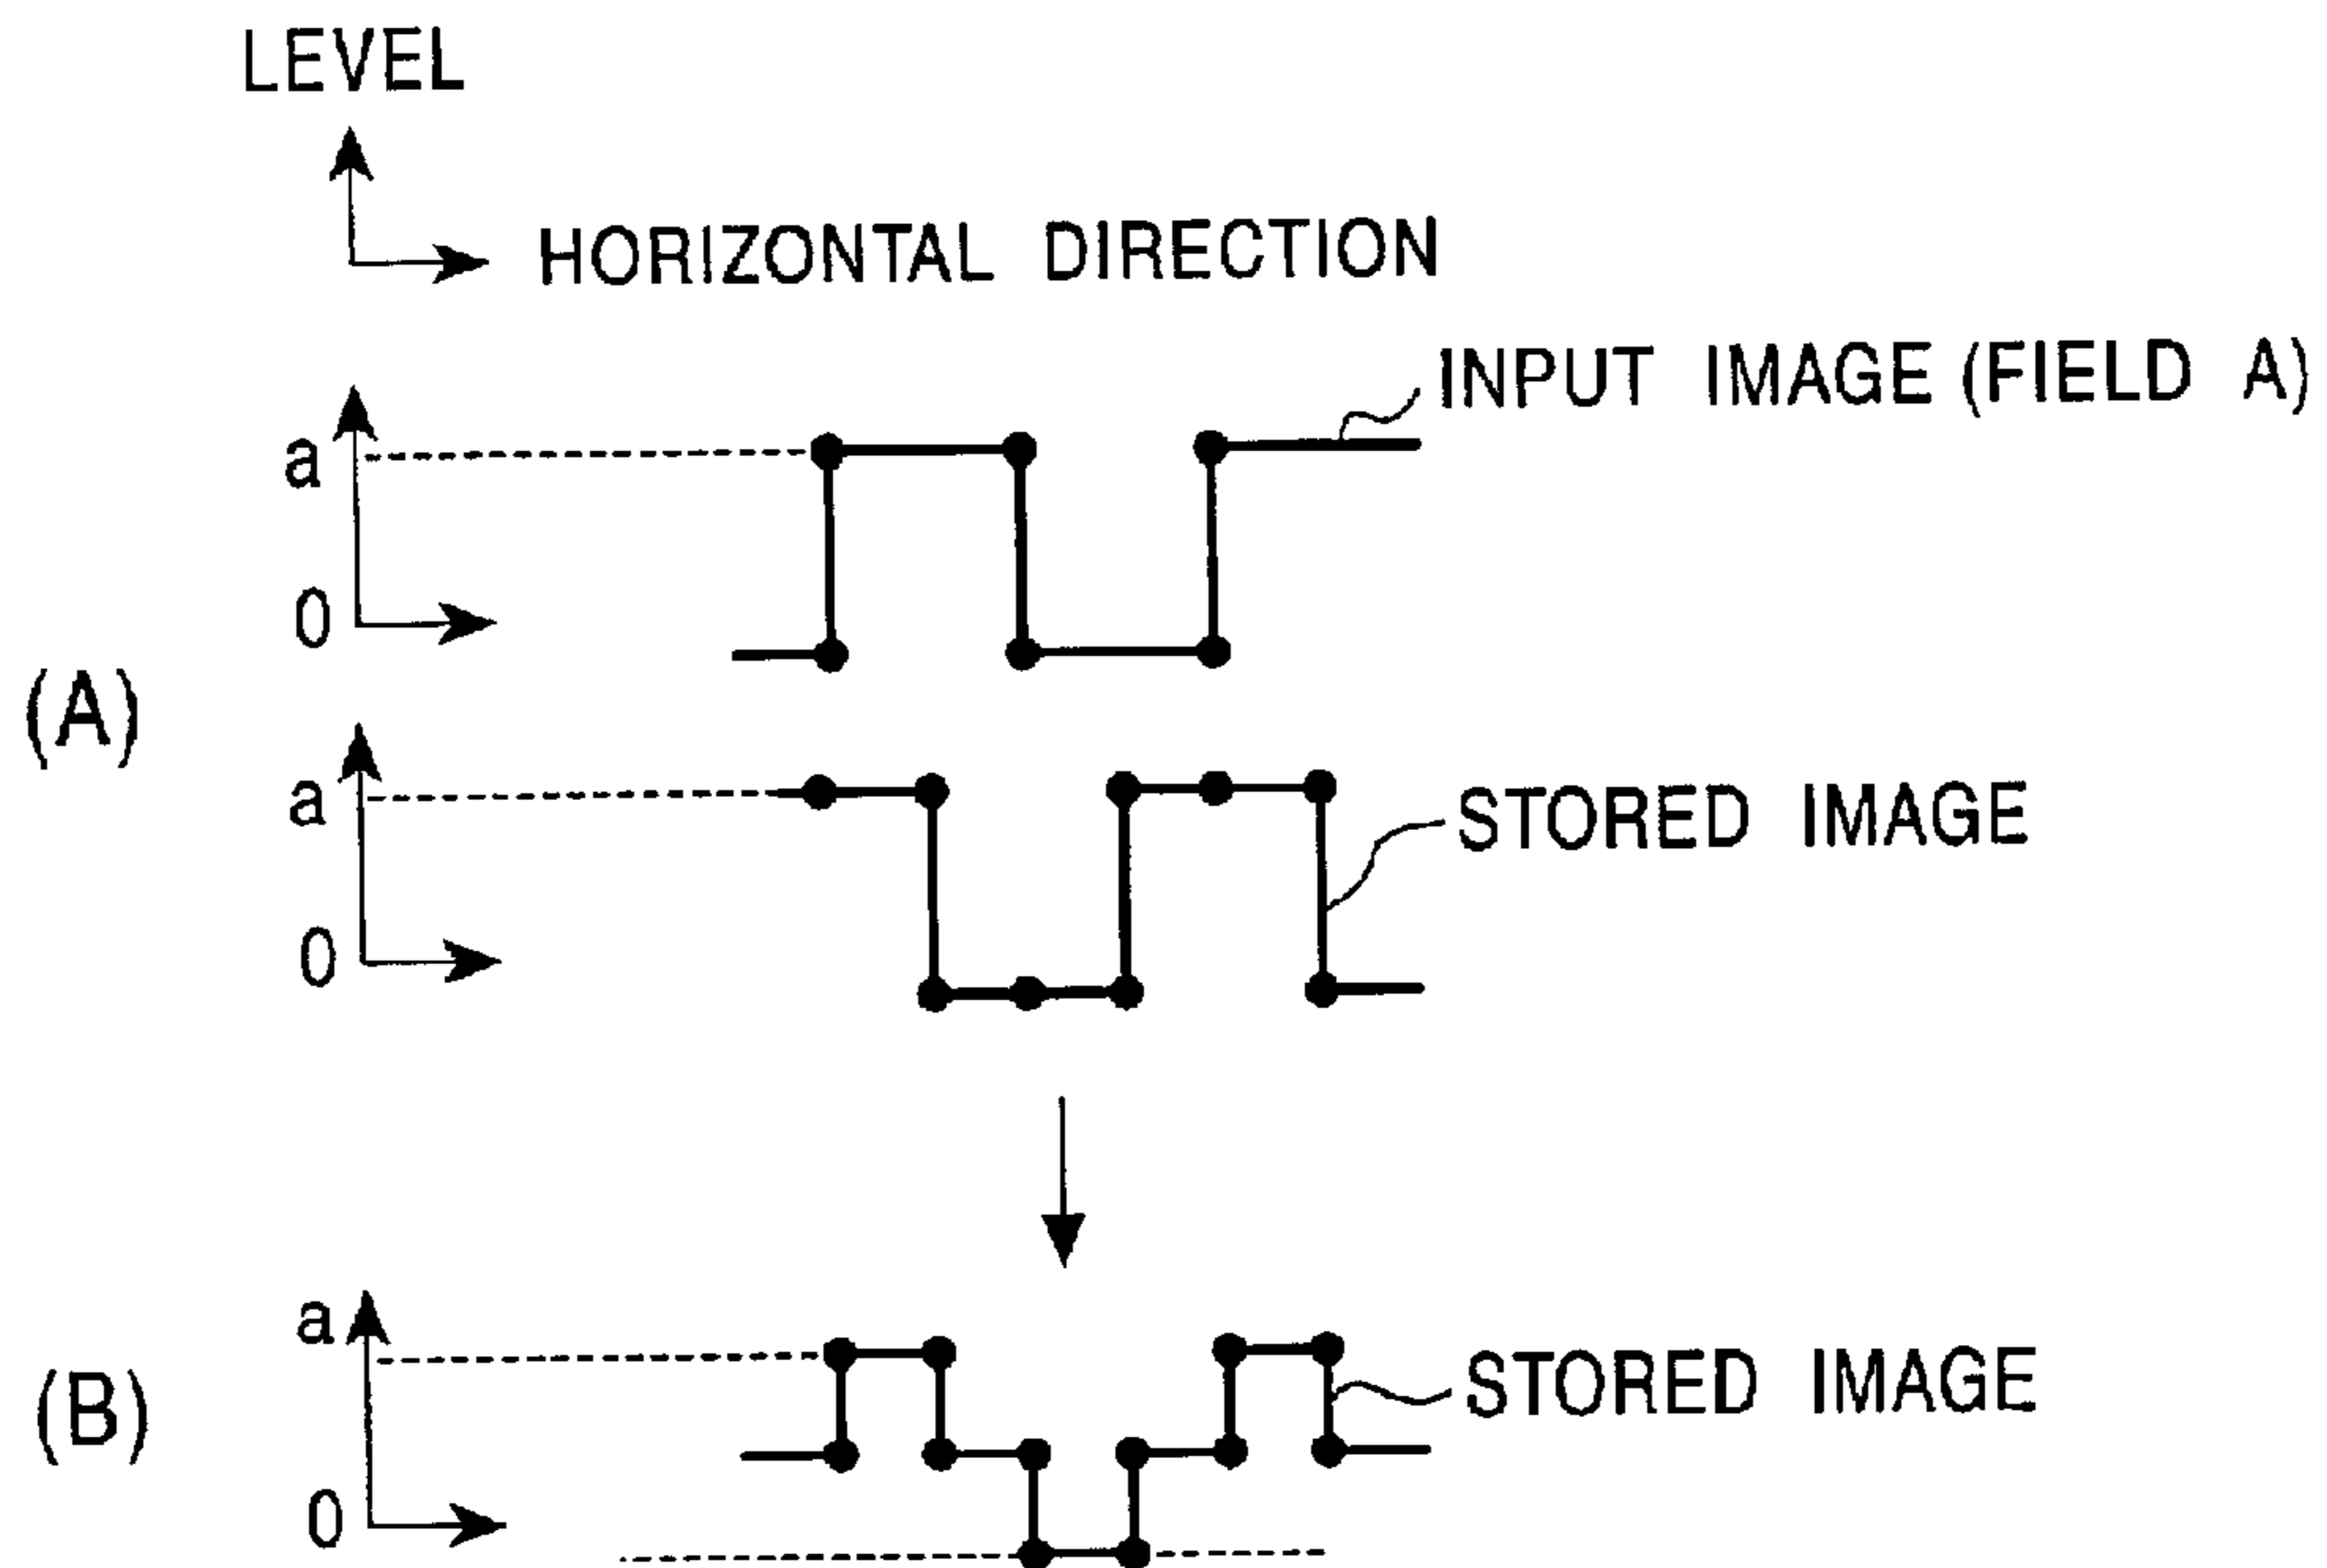 LEVEL
HORIZONTAL DIRECTION
INPUT IMAGE (FIELD A)
a
0
(A)
a
STORED IMAGE
0
a
STORED IMAGE
(B)
0